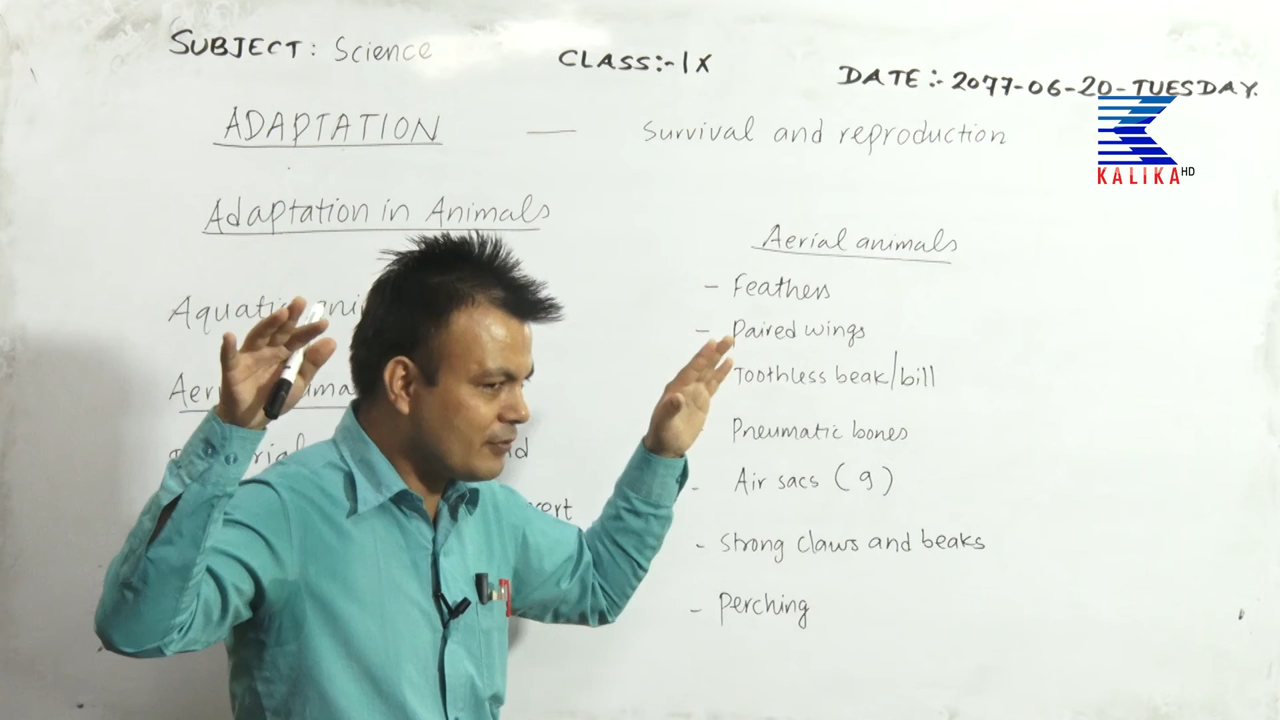 SUBJECT: Science
CLASS:- IX
DATE:- 2077-06-20-TUESDAY.
KALIKA HD
ADAPTATION — Survival and reproduction
Adaptation in Animals
Aerial animals
- Feathers
- Paired wings
Toothless beak/bill
Pneumatic bones
- Air sacs (9)
- Strong claws and beaks
- Perching